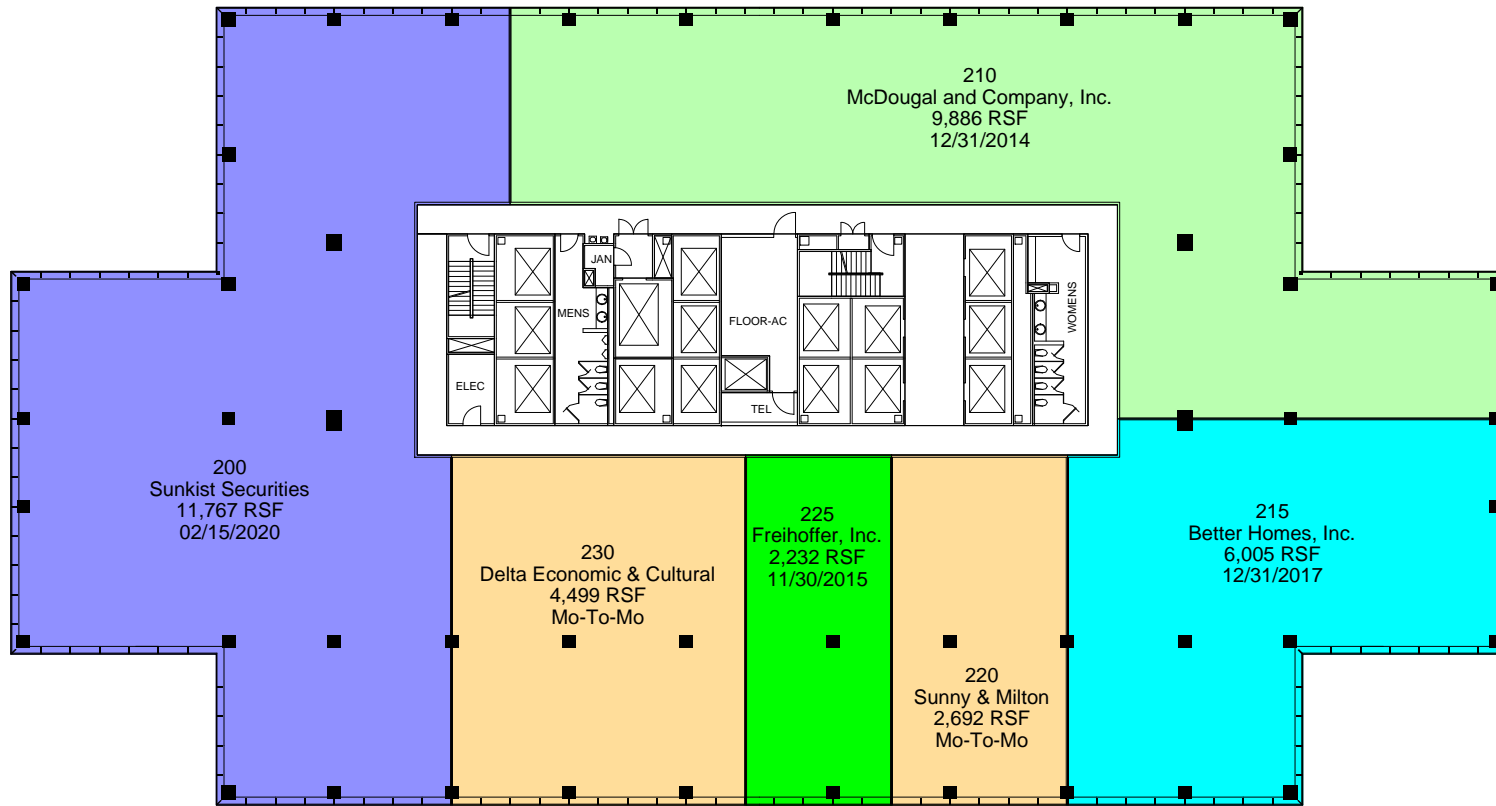 210
McDougal and Company, Inc.
9,886 RSF
12/31/2014
JAN
MENS
FLOOR-AC
WOMENS
ELEC
TEL
200
Sunkist Securities
11,767 RSF
02/15/2020
230
Delta Economic & Cultural
4,499 RSF
Mo-To-Mo
225
Freihoffer, Inc.
2,232 RSF
11/30/2015
220
Sunny & Milton
2,692 RSF
Mo-To-Mo
215
Better Homes, Inc.
6,005 RSF
12/31/2017